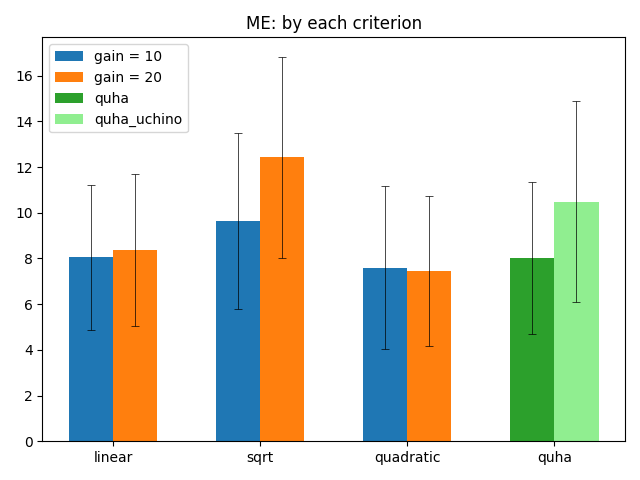 ME: by each criterion
gain = 10
gain = 20
quha
quha_uchino
16
14
12
10
8
6
4
2
0
linear sqrt quadratic quha